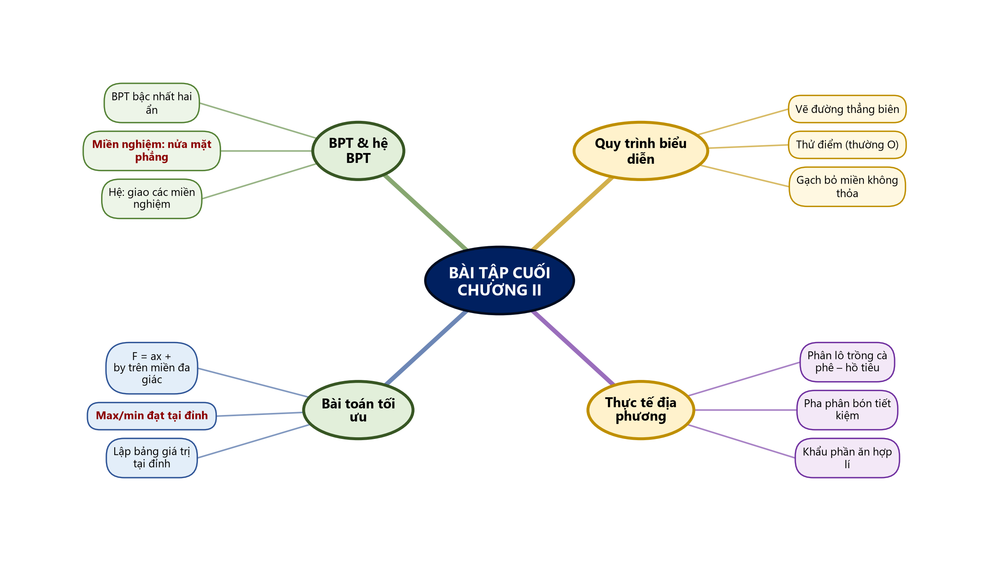 BPT bậc nhất hai
ẩn
Miền nghiệm: nửa mặt
phẳng
Hệ: giao các miền
nghiệm
BPT & hệ
BPT
Quy trình biểu
diễn
Vẽ đường thẳng biên
Thử điểm (thường O)
Gạch bỏ miền không
thỏa
BÀI TẬP CUỐI
CHƯƠNG II
F = ax +
by trên miền đa
giác
Max/min đạt tại đỉnh
Lập bảng giá trị
tại đỉnh
Bài toán tối
ưu
Thực tế địa
phương
Phân lô trồng cà
phê – hồ tiêu
Pha phân bón tiết
kiệm
Khẩu phần ăn hợp
lí